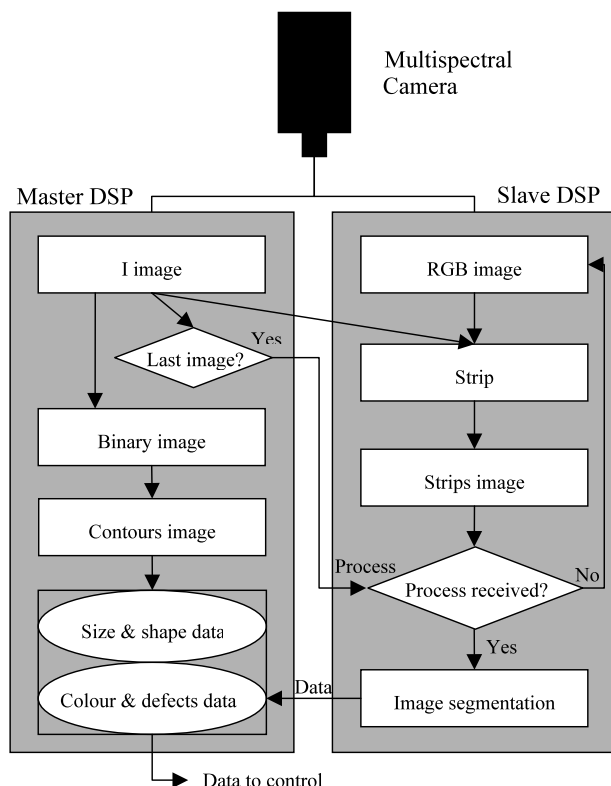 Multispectral
Camera
Master DSP
Slave DSP
I image
RGB image
Yes
Last image?
Strip
Binary image
Strips image
Contours image
Process
No
Process received?
Size & shape data
Yes
Data
Colour & defects data
Image segmentation
Data to control